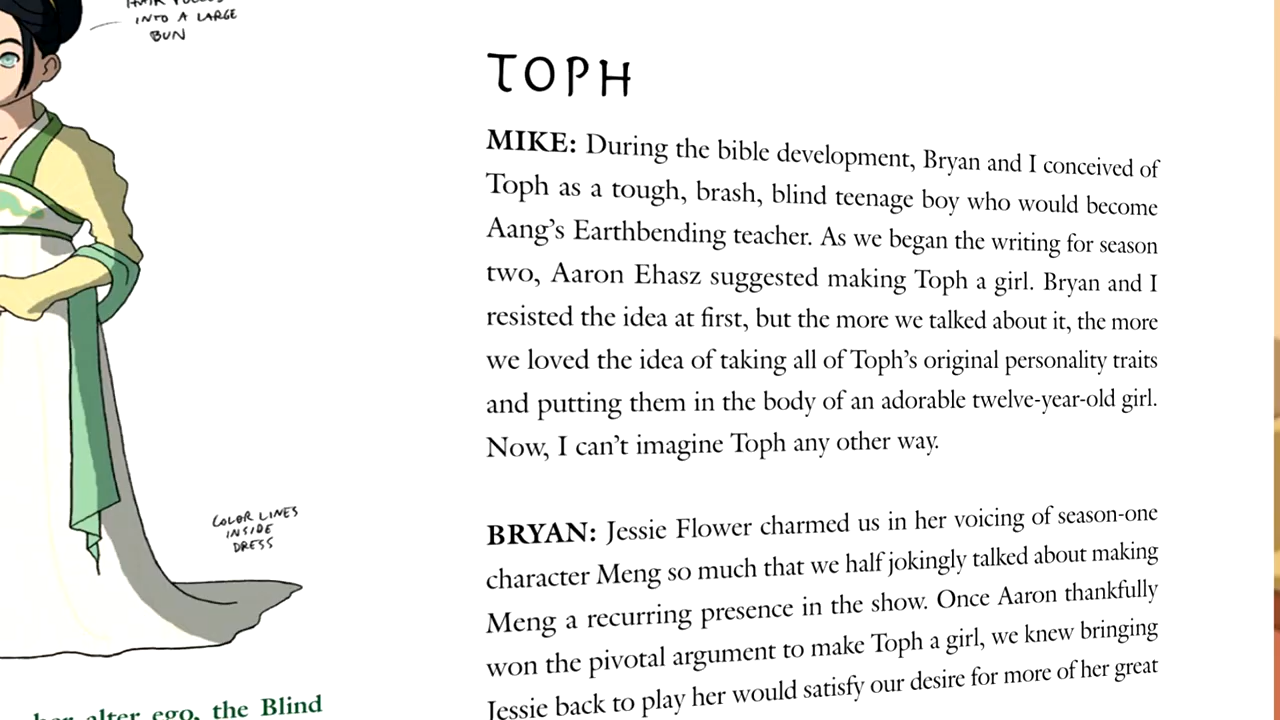 INTO A LARGE
BUN
COLOR LINES
INSIDE
DRESS
her alter ego, the Blind
TOPH
MIKE: During the bible development, Bryan and I conceived of
Toph as a tough, brash, blind teenage boy who would become
Aang's Earthbending teacher. As we began the writing for season
two, Aaron Ehasz suggested making Toph a girl. Bryan and I
resisted the idea at first, but the more we talked about it, the more
we loved the idea of taking all of Toph's original personality traits
and putting them in the body of an adorable twelve-year-old girl.
Now, I can't imagine Toph any other way.
BRYAN: Jessie Flower charmed us in her voicing of season-one
character Meng so much that we half jokingly talked about making
Meng a recurring presence in the show. Once Aaron thankfully
won the pivotal argument to make Toph a girl, we knew bringing
Jessie back to play her would satisfy our desire for more of her great